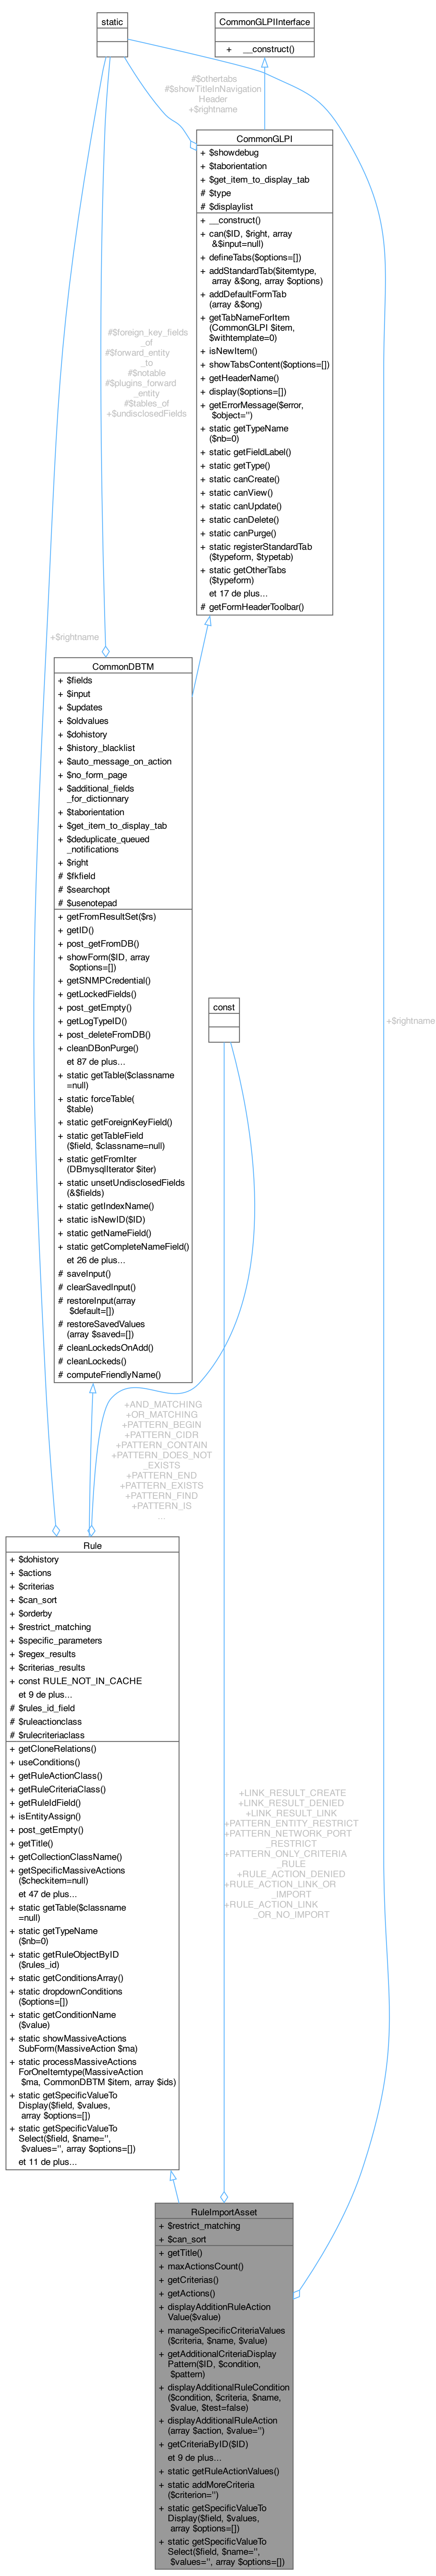 static
CommonGLPIInterface
+ __construct()
#$othertabs
#$showTitleInNavigation
Header
+$rightname
CommonGLPI
+ $showdebug
+ $taborientation
+ $get_item_to_display_tab
# $type
# $displaylist
+ __construct()
+ can($ID, $right, array
&$input=null)
+ defineTabs($options=[])
+ addStandardTab($itemtype,
array &$ong, array $options)
+ addDefaultFormTab
(array &$ong)
+ getTabNameForItem
(CommonGLPI $item,
$withtemplate=0)
+ isNewItem()
+ showTabsContent($options=[])
+ getHeaderName()
+ display($options=[])
+ getErrorMessage($error,
$object='')
+ static getTypeName
($nb=0)
+ static getFieldLabel()
+ static getType()
+ static canCreate()
+ static canView()
+ static canUpdate()
+ static canDelete()
+ static canPurge()
+ static registerStandardTab
($typeform, $typetab)
+ static getOtherTabs
($typeform)
et 17 de plus...
# getFormHeaderToolbar()
#$foreign_key_fields
_of
#$forward_entity
_to
#$notable
#$plugins_forward
_entity
#$tables_of
+$undisclosedFields
+$rightname
CommonDBTM
+ $fields
+ $input
+ $updates
+ $oldvalues
+ $dohistory
+ $history_blacklist
+ $auto_message_on_action
+ $no_form_page
+ $additional_fields
_for_dictionnary
+ $taborientation
+ $get_item_to_display_tab
+ $deduplicate_queued
_notifications
+ $right
# $fkfield
# $searchopt
# $usenotepad
+ getFromResultSet($rs)
+ getID()
+ post_getFromDB()
+ showForm($ID, array
$options=[])
+ getSNMPCredential()
+ getLockedFields()
+ post_getEmpty()
+ getLogTypeID()
+ post_deleteFromDB()
+ cleanDBonPurge()
et 87 de plus...
+ static getTable($classname
=null)
+ static forceTable(
$table)
+ static getForeignKeyField()
+ static getTableField
($field, $classname=null)
+ static getFromIter
(DBmysqlIterator $iter)
+ static unsetUndisclosedFields
(&$fields)
+ static getIndexName()
+ static isNewID($ID)
+ static getNameField()
+ static getCompleteNameField()
et 26 de plus...
# saveInput()
# clearSavedInput()
# restoreInput(array
$default=[])
# restoreSavedValues
(array $saved=[])
# cleanLockedsOnAdd()
# cleanLockeds()
# computeFriendlyName()
const
+$rightname
+AND_MATCHING
+OR_MATCHING
+PATTERN_BEGIN
+PATTERN_CIDR
+PATTERN_CONTAIN
+PATTERN_DOES_NOT
_EXISTS
+PATTERN_END
+PATTERN_EXISTS
+PATTERN_FIND
+PATTERN_IS
...
Rule
+ $dohistory
+ $actions
+ $criterias
+ $can_sort
+ $orderby
+ $restrict_matching
+ $specific_parameters
+ $regex_results
+ $criterias_results
+ const RULE_NOT_IN_CACHE
et 9 de plus...
# $rules_id_field
# $ruleactionclass
# $rulecriteriaclass
+ getCloneRelations()
+ useConditions()
+ getRuleActionClass()
+ getRuleCriteriaClass()
+ getRuleIdField()
+ isEntityAssign()
+ post_getEmpty()
+ getTitle()
+ getCollectionClassName()
+ getSpecificMassiveActions
($checkitem=null)
et 47 de plus...
+ static getTable($classname
=null)
+ static getTypeName
($nb=0)
+ static getRuleObjectByID
($rules_id)
+ static getConditionsArray()
+ static dropdownConditions
($options=[])
+ static getConditionName
($value)
+ static showMassiveActions
SubForm(MassiveAction $ma)
+ static processMassiveActions
ForOneItemtype(MassiveAction
$ma, CommonDBTM $item, array $ids)
+ static getSpecificValueTo
Display($field, $values,
array $options=[])
+ static getSpecificValueTo
Select($field, $name='',
$values='', array $options=[])
et 11 de plus...
+LINK_RESULT_CREATE
+LINK_RESULT_DENIED
+LINK_RESULT_LINK
+PATTERN_ENTITY_RESTRICT
+PATTERN_NETWORK_PORT
_RESTRICT
+PATTERN_ONLY_CRITERIA
_RULE
+RULE_ACTION_DENIED
+RULE_ACTION_LINK_OR
_IMPORT
+RULE_ACTION_LINK
_OR_NO_IMPORT
RuleImportAsset
+ $restrict_matching
+ $can_sort
+ getTitle()
+ maxActionsCount()
+ getCriterias()
+ getActions()
+ displayAdditionRuleAction
Value($value)
+ manageSpecificCriteriaValues
($criteria, $name, $value)
+ getAdditionalCriteriaDisplay
Pattern($ID, $condition,
$pattern)
+ displayAdditionalRuleCondition
($condition, $criteria, $name,
$value, $test=false)
+ displayAdditionalRuleAction
(array $action, $value='')
+ getCriteriaByID($ID)
et 9 de plus...
+ static getRuleActionValues()
+ static addMoreCriteria
($criterion='')
+ static getSpecificValueTo
Display($field, $values,
array $options=[])
+ static getSpecificValueTo
Select($field, $name='',
$values='', array $options=[])